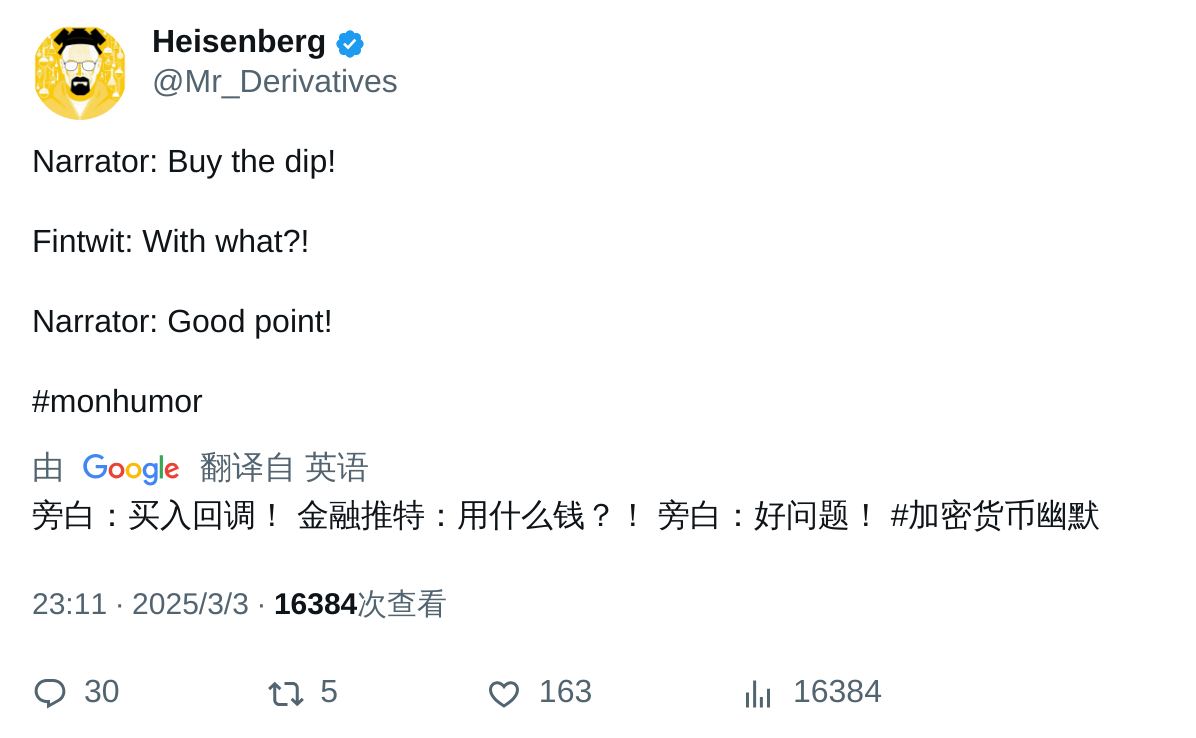 Heisenberg
@Mr_Derivatives
Narrator: Buy the dip!
Fintwit: With what?!
Narrator: Good point!
#monhumor
由 Google 翻译自 英语
旁白：买入回调！ 金融推特：用什么钱？！ 旁白：好问题！ #加密货币幽默
23:11 · 2025/3/3 · 16384次查看
30 5 163 16384